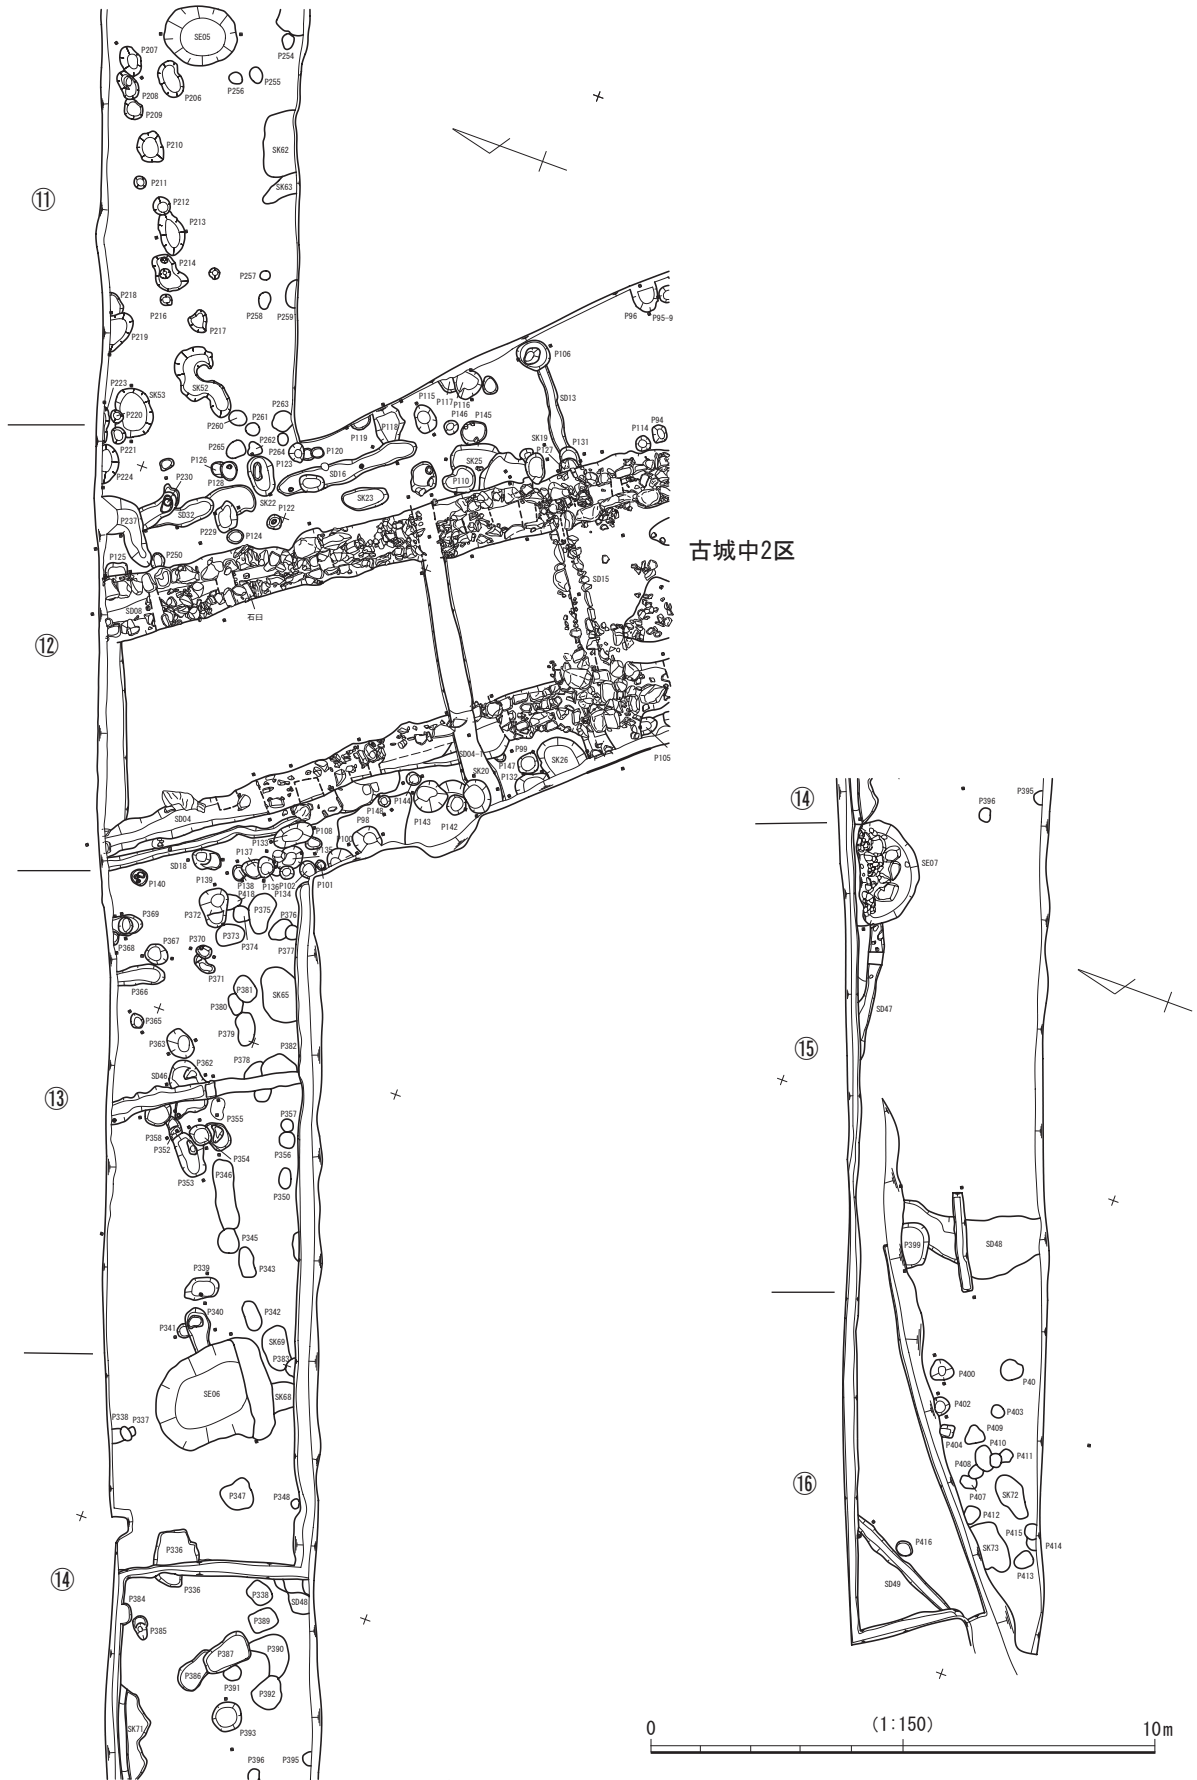 SE05
P207
P254
P208
P206
P256
P255
P209
P210
SK62
P211
SK63
⑪
P212
P213
P214
P257
P218
P216
P258
P259
P217
P219
P96
P95-9
P106
SK52
P223
SK53
P115
P117
P116
SD13
P263
P220
P260
P261
P118
P146
P145
P119
P94
P114
P221
P265
P262
P264
P120
SK19
P131
P127
P224
P126
P123
SD16
SK25
P230
P128
P110
SK22
SK23
P122
P237
SD32
P229
P124
古城中2区
P125
P250
SD15
SD08
石臼
⑫
SD04-1
P99
P147
SK26
P105
SK20
P132
SD04
P144
P148
P143
P142
P98
P108
P133
P100
P135
P137
SD18
P139
P138
P136
P102
P101
P140
P418
P134
P375
P369
P372
P376
P373
P374
P377
P368
P367
P370
P371
P366
P381
SK65
P380
P365
P379
P363
P382
P378
P362
SD46
⑬
P355
P357
P358
P352
P354
P356
P353
P346
P350
P345
P343
P339
P340
P342
P341
SK69
P383
SE06
SK68
P338
P337
P347
P348
P336
⑭
P336
P384
P338
SD48
P385
P389
P387
P390
P386
P391
P392
SK71
P393
P396
P395
⑭
P396
P395
SE07
SD47
⑮
P399
SD48
P400
P40
P402
P403
P404
P409
P410
P411
P408
⑯
P407
SK72
P412
P415
P414
P416
SK73
P413
SD49
0
(1:150)
10m